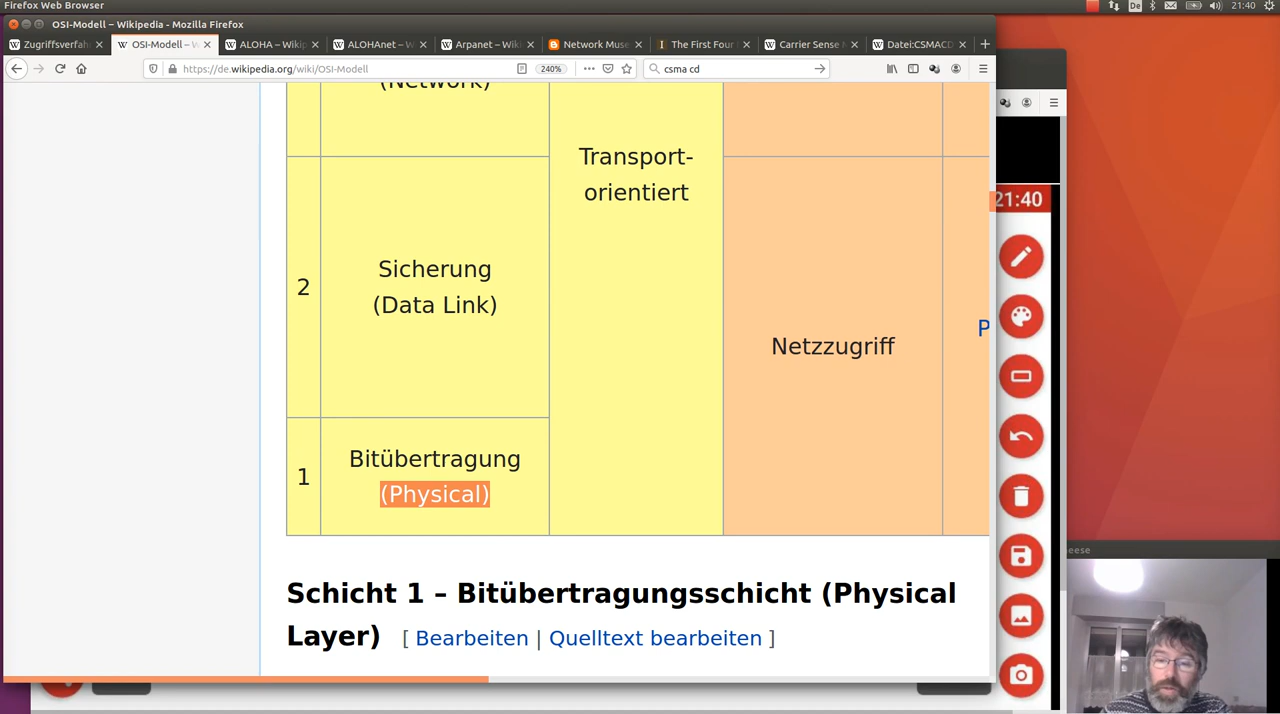 Firefox Web Browser
De
21:40
OSI-Modell – Wikipedia - Mozilla Firefox
Zugriffsverfah
OSI-Modell –
ALOHA – Wikip
ALOHAnet – W
Arpanet – Wiki
Network Muse
The First Four
Carrier Sense M
Datei:CSMACD
https://de.wikipedia.org/wiki/OSI-Modell
240%
csma cd
(Network)
Transport-
orientiert
21:40
2
Sicherung
(Data Link)
P
Netzzugriff
1
Bitübertragung
(Physical)
eese
Schicht 1 – Bitübertragungsschicht (Physical
Layer) [ Bearbeiten | Quelltext bearbeiten ]